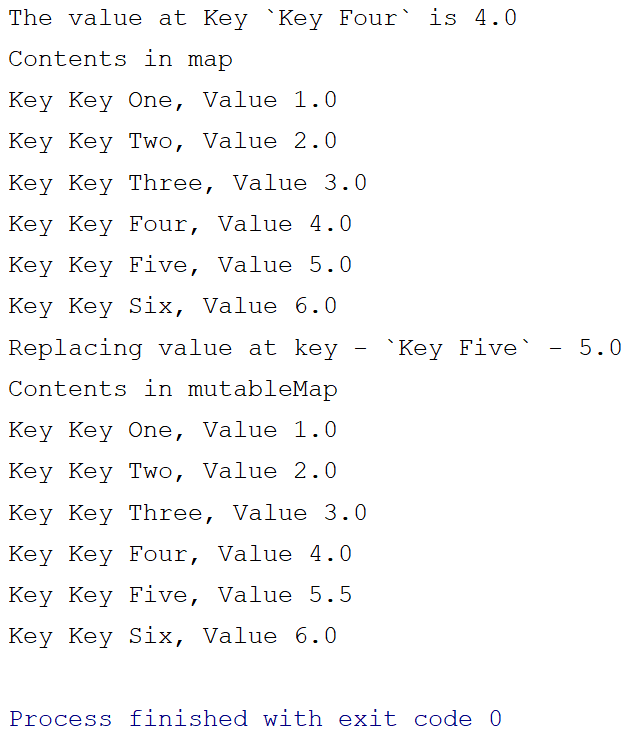 The value at Key `Key Four` is 4.0
Contents in map
Key Key One, Value 1.0
Key Key Two, Value 2.0
Key Key Three, Value 3.0
Key Key Four, Value 4.0
Key Key Five, Value 5.0
Key Key Six, Value 6.0
Replacing value at key - `Key Five` - 5.0
Contents in mutableMap
Key Key One, Value 1.0
Key Key Two, Value 2.0
Key Key Three, Value 3.0
Key Key Four, Value 4.0
Key Key Five, Value 5.5
Key Key Six, Value 6.0
Process finished with exit code 0